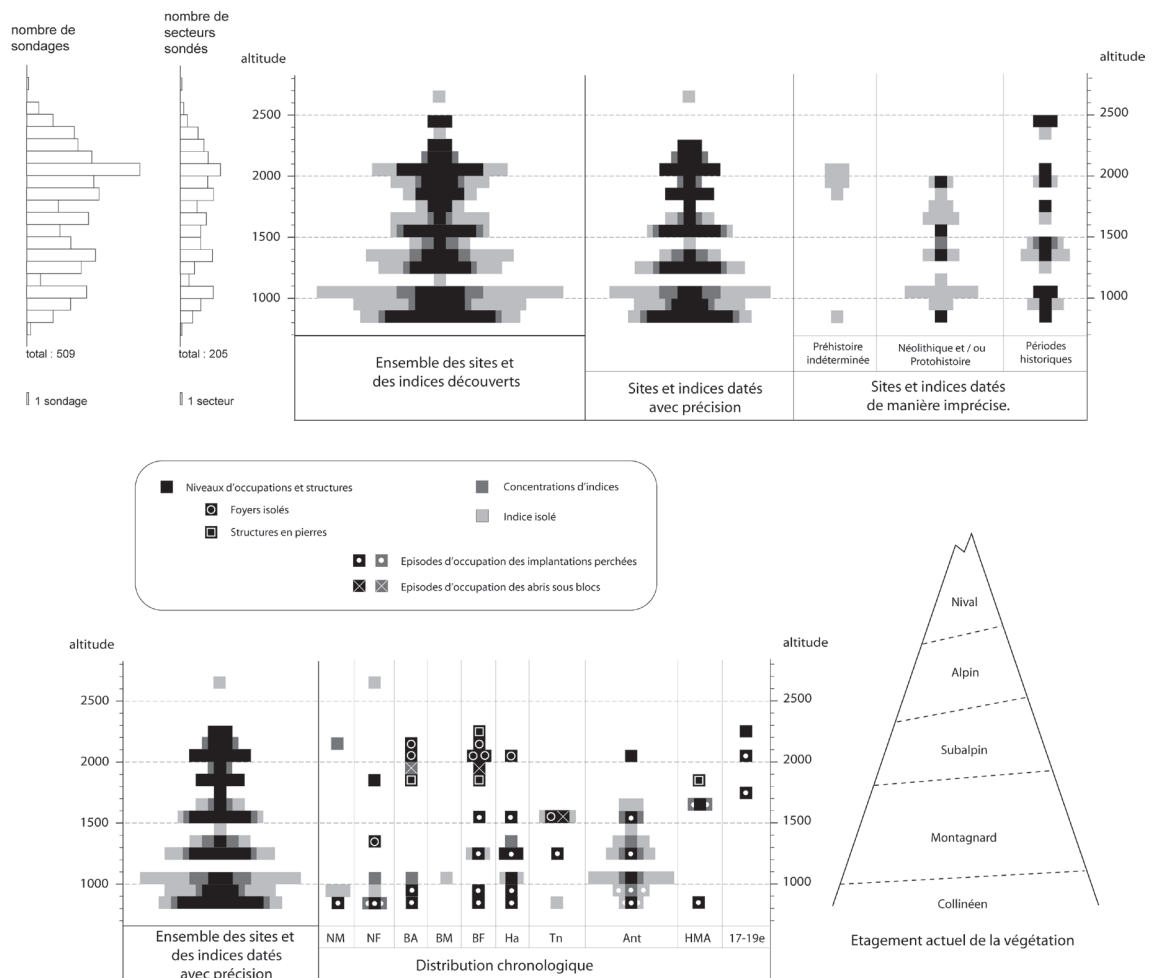 nombre de
sondages
nombre de
secteurs
sondés
altitude
altitude
2500
2500
2000
2000
1500
1500
1000
1000
total : 509
total : 205
1 sondage
1 secteur
Ensemble des sites et
des indices découverts
Sites et indices datés
avec précision
Préhistoire
indéterminée
Néolithique et / ou
Protohistoire
Périodes
historiques
Sites et indices datés
de manière imprécise.
Niveaux d'occupations et structures
Foyers isolés
Structures en pierres
Concentrations d'indices
Indice isolé
Episodes d'occupation des implantations perchées
Episodes d'occupation des abris sous blocs
altitude
altitude
2500
2500
2000
2000
1500
1500
1000
1000
Ensemble des sites et
des indices datés
avec précision
NM
NF
BA
BM
BF
Ha
Tn
Ant
HMA
17-19e
Distribution chronologique
Nival
Alpin
Subalpin
Montagnard
Collinéen
Etagement actuel de la végétation